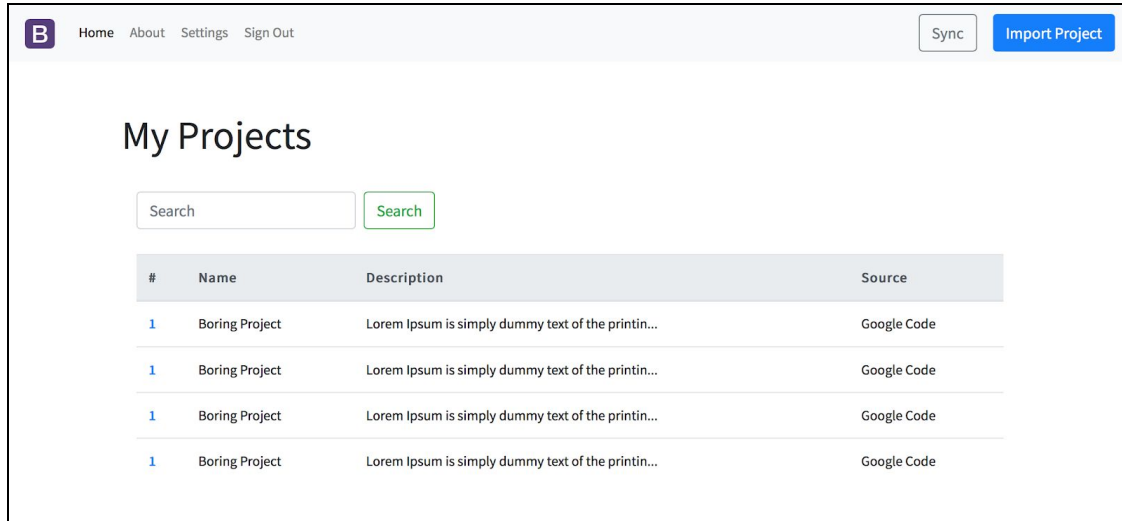 B Home About Settings Sign Out Sync Import Project
My Projects
Search Search
# Name Description Source
1 Boring Project Lorem Ipsum is simply dummy text of the printin... Google Code
1 Boring Project Lorem Ipsum is simply dummy text of the printin... Google Code
1 Boring Project Lorem Ipsum is simply dummy text of the printin... Google Code
1 Boring Project Lorem Ipsum is simply dummy text of the printin... Google Code